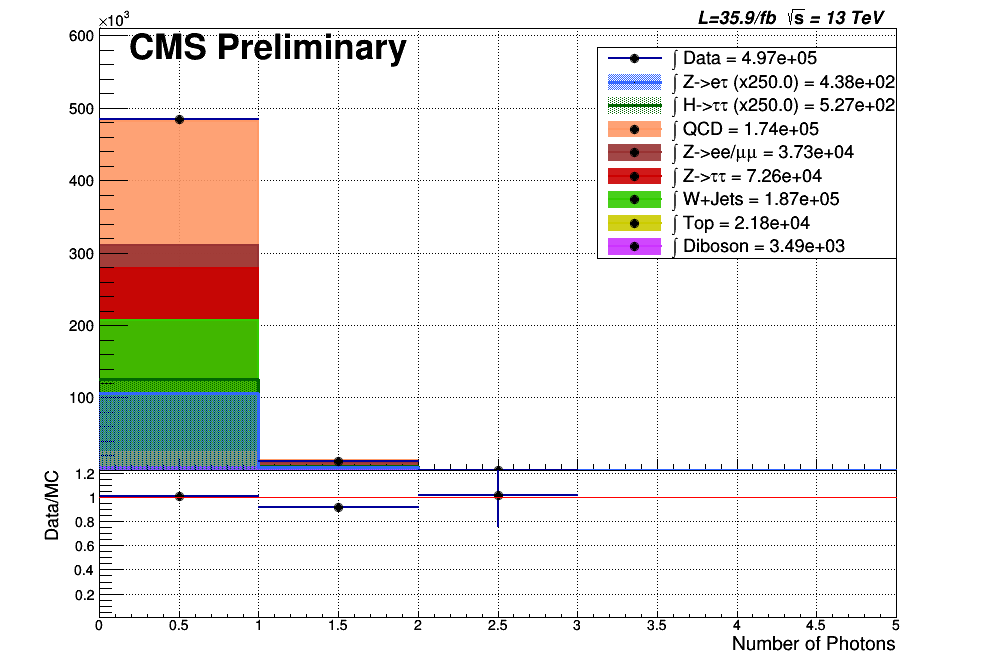 ×10³
L=35.9/fb √s = 13 TeV
CMS Preliminary
600
500
400
300
200
100
∫ Data = 4.97e+05
∫ Z->eτ (x250.0) = 4.38e+02
∫ H->ττ (x250.0) = 5.27e+02
∫ QCD = 1.74e+05
∫ Z->ee/μμ = 3.73e+04
∫ Z->ττ = 7.26e+04
∫ W+Jets = 1.87e+05
∫ Top = 2.18e+04
∫ Diboson = 3.49e+03
Data/MC
1.2
1
0.8
0.6
0.4
0.2
0 0.5 1 1.5 2 2.5 3 3.5 4 4.5 5
Number of Photons